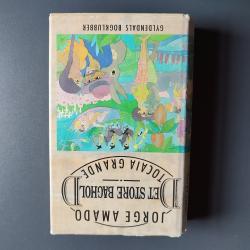 JORGE AMADO
DET STORE BAGHOLD
TOCAIA GRANDE
GYLDENDALS BOGKLUBBER